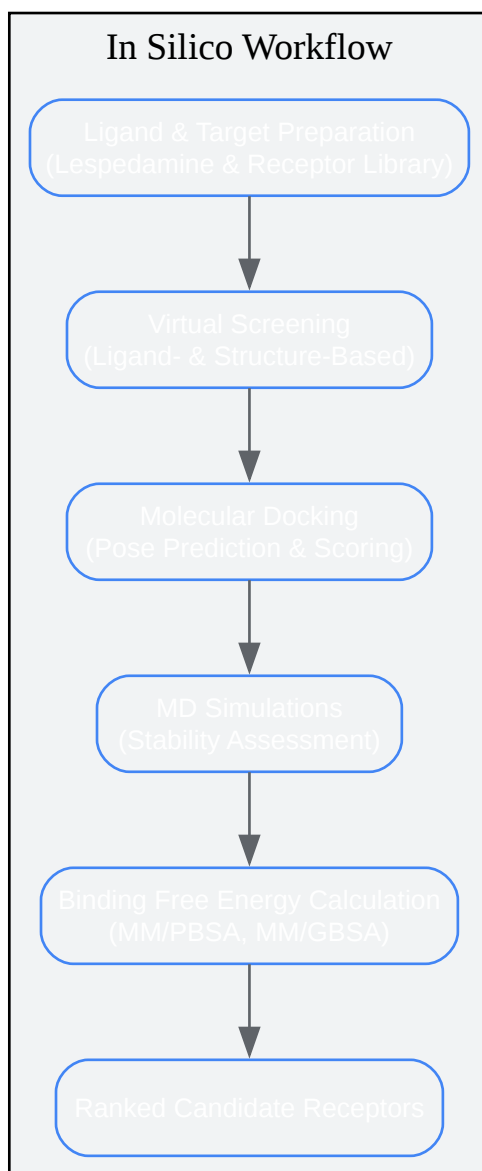 In Silico Workflow
Ligand & Target Preparation
(Lespedamine & Receptor Library)
Virtual Screening
(Ligand- & Structure-Based)
Molecular Docking
(Pose Prediction & Scoring)
MD Simulations
(Stability Assessment)
Binding Free Energy Calculation
(MM/PBSA, MM/GBSA)
Ranked Candidate Receptors